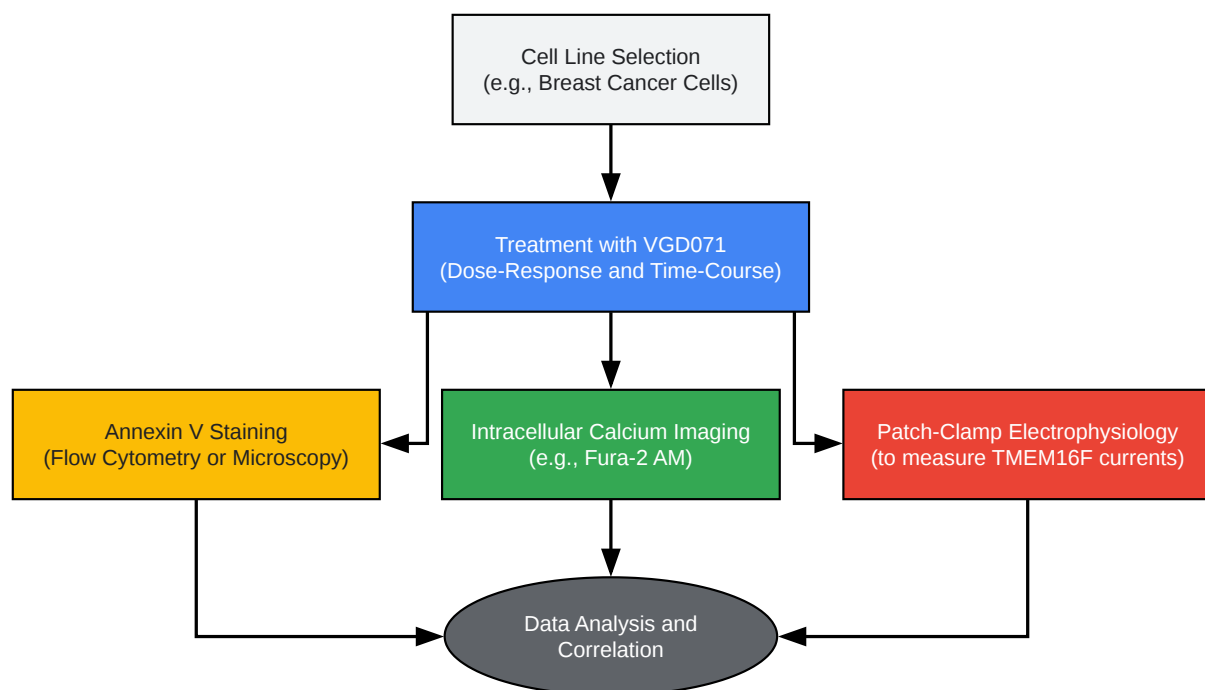 Cell Line Selection
(e.g., Breast Cancer Cells)
Treatment with VGD071
(Dose-Response and Time-Course)
Annexin V Staining
(Flow Cytometry or Microscopy)
Intracellular Calcium Imaging
(e.g., Fura-2 AM)
Patch-Clamp Electrophysiology
(to measure TMEM16F currents)
Data Analysis and
Correlation